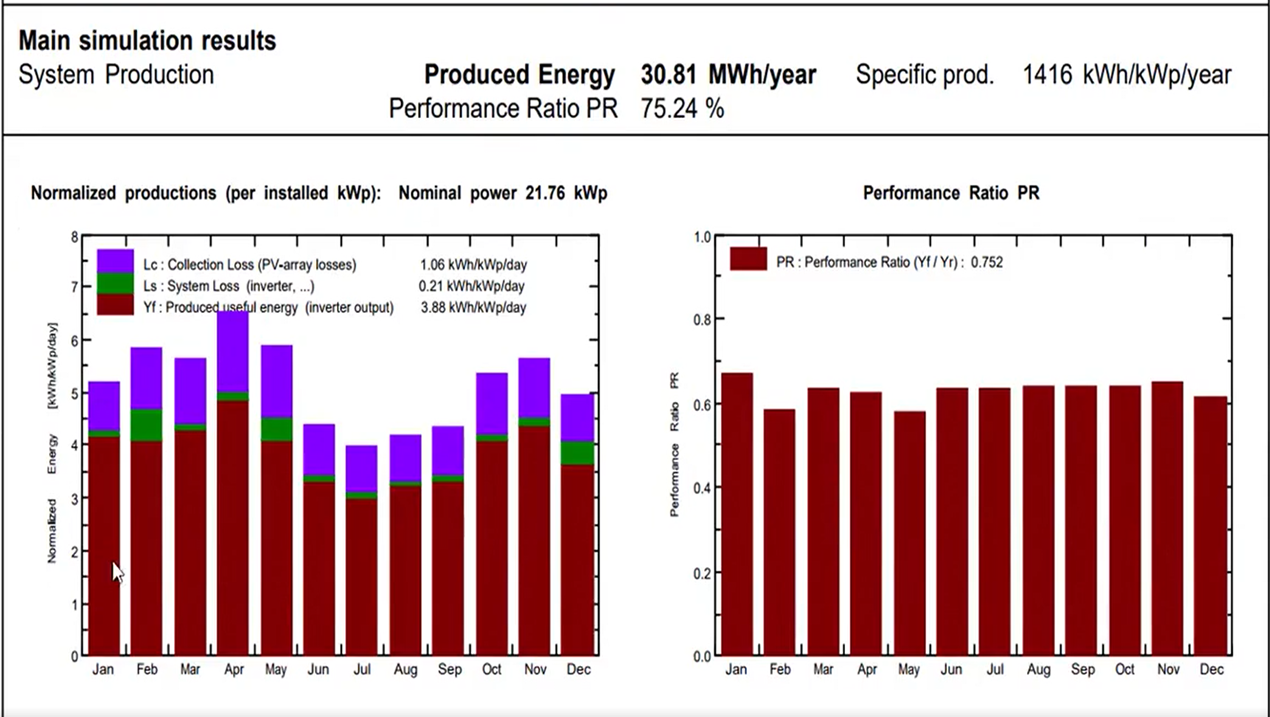 Main simulation results
System Production Produced Energy 30.81 MWh/year Specific prod. 1416 kWh/kWp/year
Performance Ratio PR 75.24 %
Normalized productions (per installed kWp): Nominal power 21.76 kWp
8
7
6
5
4
3
2
1
0
Normalized Energy [kWh/kWp/day]
Lc : Collection Loss (PV-array losses) 1.06 kWh/kWp/day
Ls : System Loss (inverter, ...) 0.21 kWh/kWp/day
Yf : Produced useful energy (inverter output) 3.88 kWh/kWp/day
Jan Feb Mar Apr May Jun Jul Aug Sep Oct Nov Dec
Performance Ratio PR
1.0
0.8
0.6
0.4
0.2
0.0
Performance Ratio PR
PR : Performance Ratio (Yf / Yr) : 0.752
Jan Feb Mar Apr May Jun Jul Aug Sep Oct Nov Dec